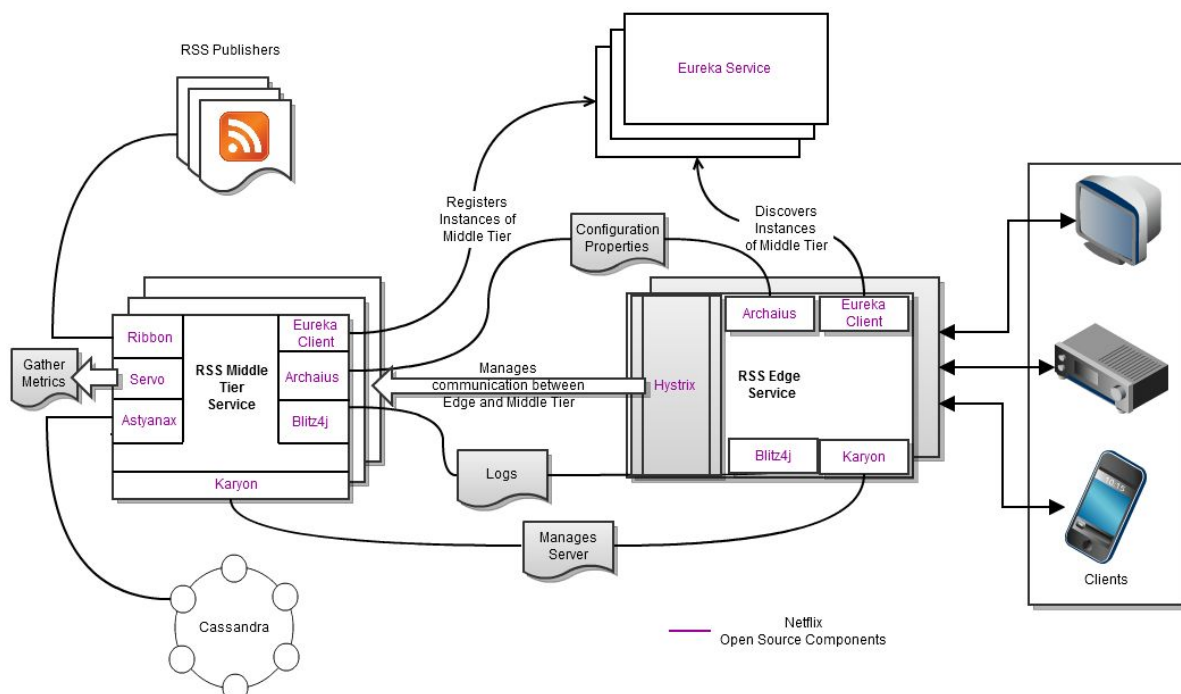 RSS Publishers
Eureka Service
Registers
Instances of
Middle Tier
Discovers
Instances
of Middle Tier
Configuration
Properties
Ribbon
Servo
Astyanax
RSS Middle
Tier
Service
Eureka
Client
Archaius
Blitz4j
Karyon
Gather
Metrics
Manages
communication between
Edge and Middle Tier
Hystrix
Archaius
Eureka
Client
RSS Edge
Service
Blitz4j
Karyon
Logs
Manages
Server
Cassandra
10:15
Clients
Netflix
Open Source Components